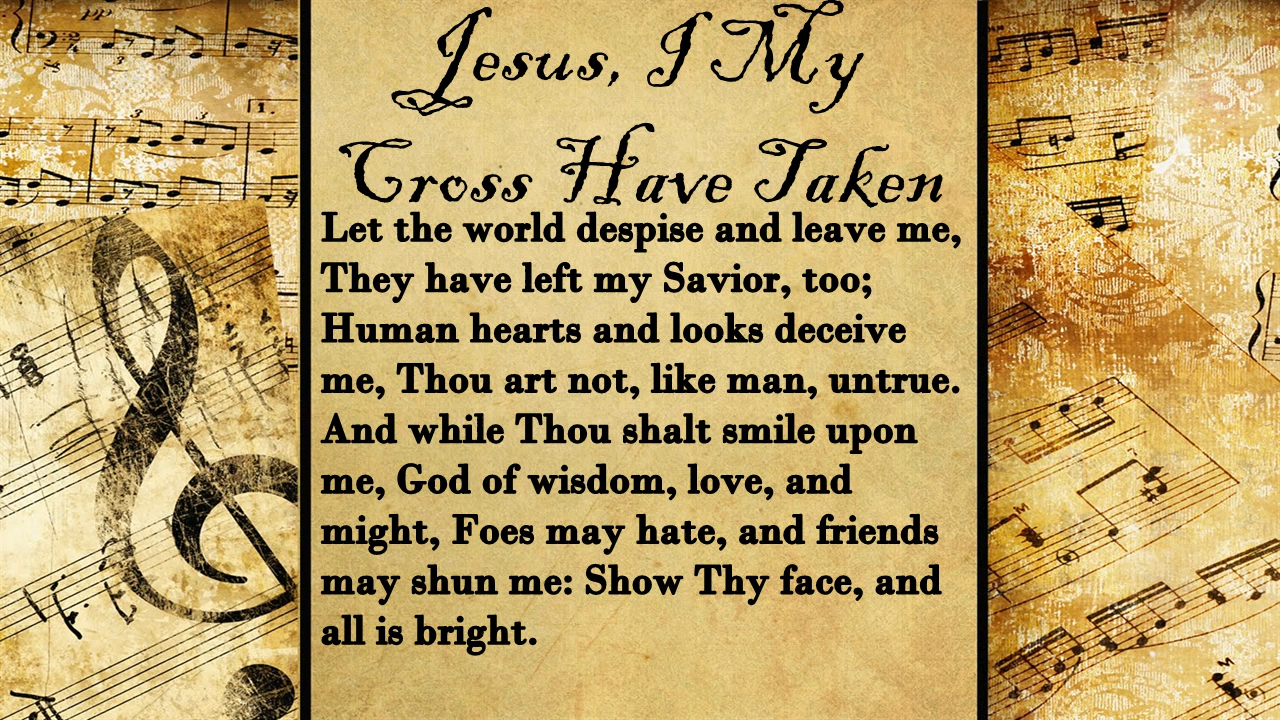 Jesus, I My
Cross Have Taken
Let the world despise and leave me,
They have left my Savior, too;
Human hearts and looks deceive
me, Thou art not, like man, untrue.
And while Thou shalt smile upon
me, God of wisdom, love, and
might, Foes may hate, and friends
may shun me: Show Thy face, and
all is bright.